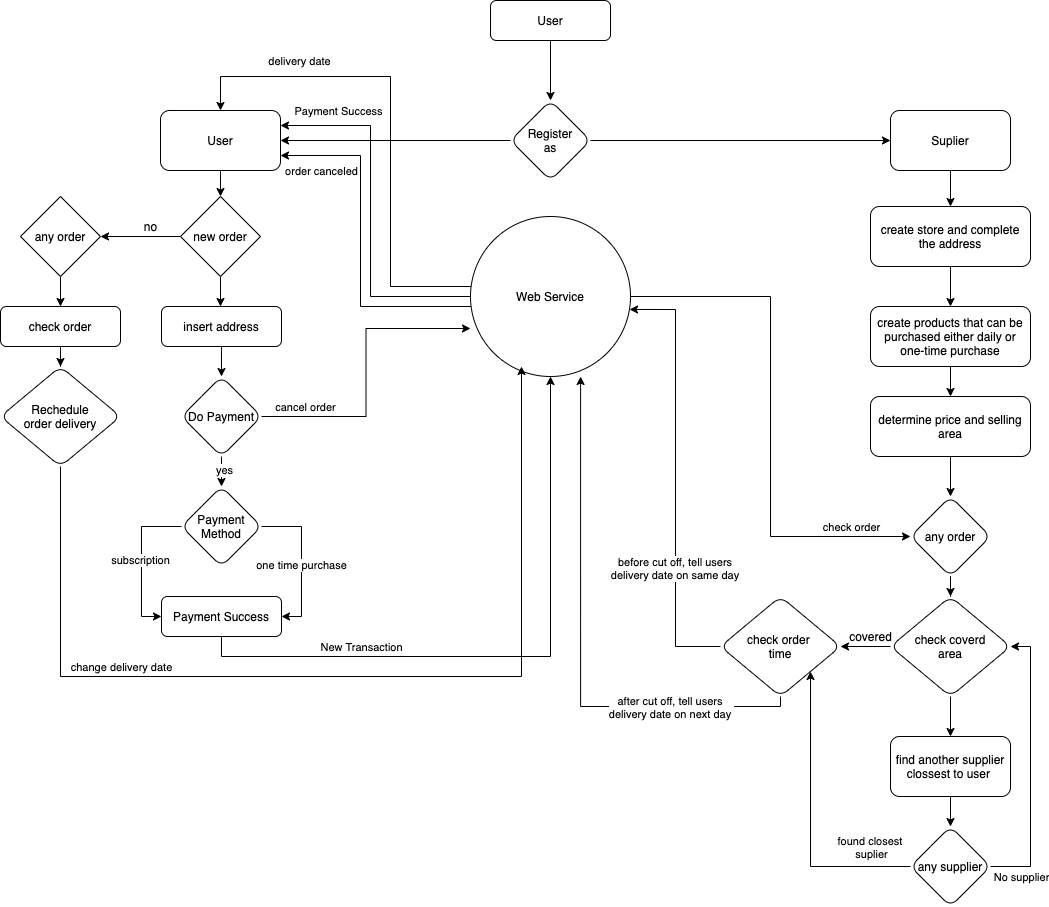 User
delivery date
Payment Success
User
Register
as
Suplier
order canceled
any order
no
new order
create store and complete
the address
Web Service
check order
insert address
create products that can be
purchased either daily or
one-time purchase
Rechedule
order delivery
Do Payment
cancel order
determine price and selling
area
yes
Payment
Method
check order
any order
subscription
one time purchase
before cut off, tell users
delivery date on same day
Payment Success
New Transaction
check order
time
covered
check coverd
area
change delivery date
after cut off, tell users
delivery date on next day
find another supplier
clossest to user
found closest
suplier
any supplier
No supplier